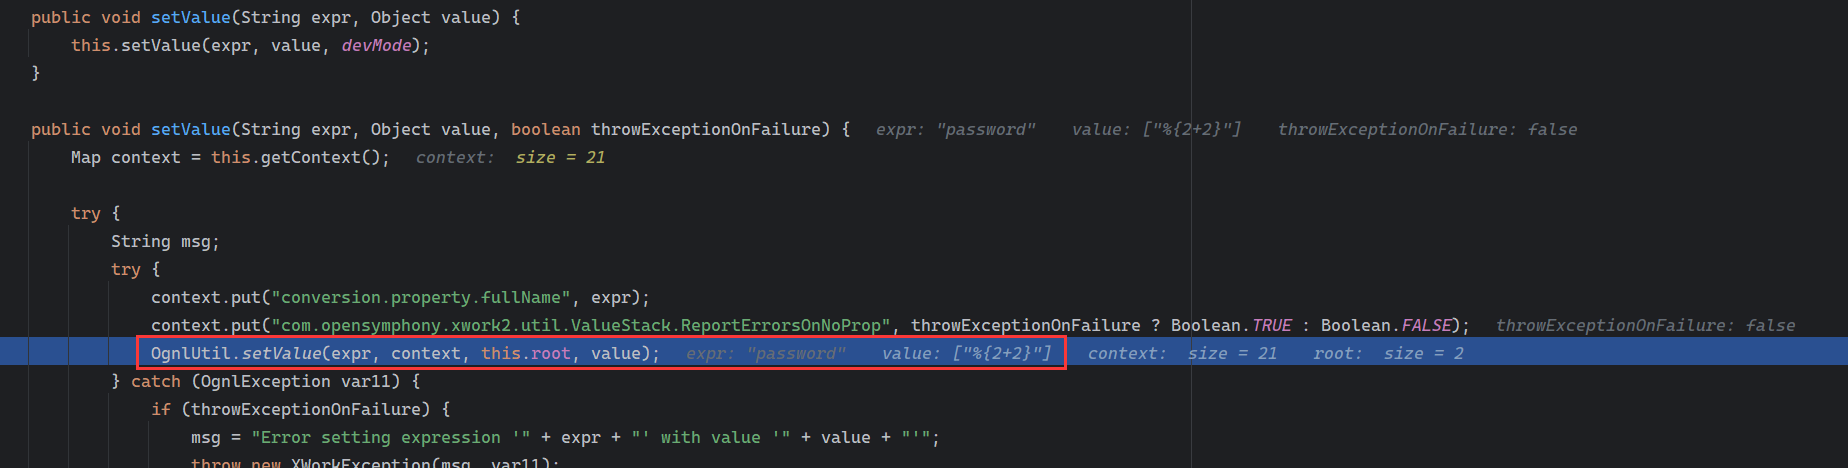 public void setValue(String expr, Object value) {
this.setValue(expr, value, devMode);
}
public void setValue(String expr, Object value, boolean throwExceptionOnFailure) { expr: "password" value: ["%{2+2}"] throwExceptionOnFailure: false
Map context = this.getContext(); context: size = 21
try {
String msg;
try {
context.put("conversion.property.fullName", expr);
context.put("com.opensymphony.xwork2.util.ValueStack.ReportErrorsOnNoProp", throwExceptionOnFailure ? Boolean.TRUE : Boolean.FALSE); throwExceptionOnFailure: false
OgnlUtil.setValue(expr, context, this.root, value); expr: "password" value: ["%{2+2}"] context: size = 21 root: size = 2
} catch (OgnlException var11) {
if (throwExceptionOnFailure) {
msg = "Error setting expression '" + expr + "' with value '" + value + "'";
throw new XWorkException(msg, var11);